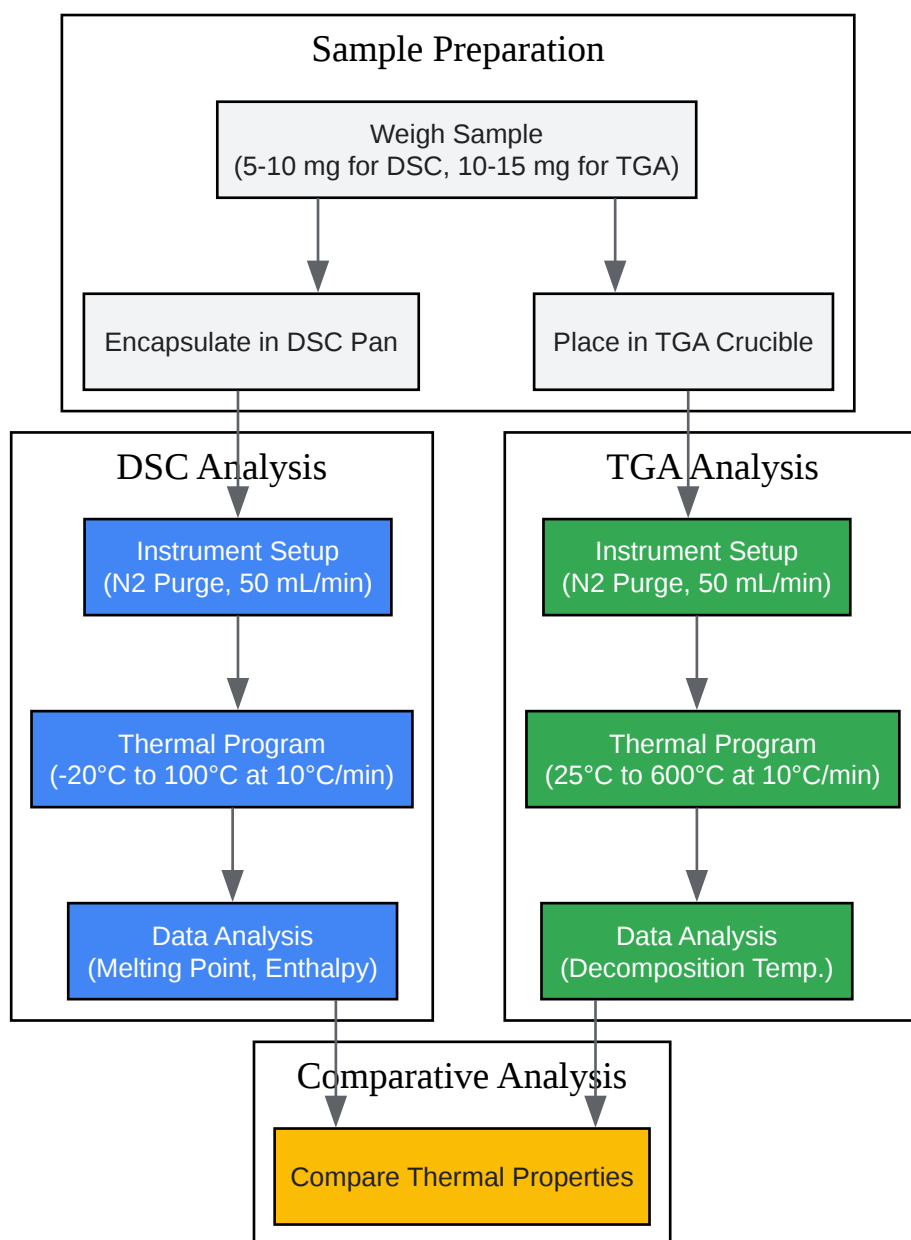 Sample Preparation
Weigh Sample
(5-10 mg for DSC, 10-15 mg for TGA)
Encapsulate in DSC Pan
Place in TGA Crucible
DSC Analysis
Instrument Setup
(N2 Purge, 50 mL/min)
Thermal Program
(-20°C to 100°C at 10°C/min)
Data Analysis
(Melting Point, Enthalpy)
TGA Analysis
Instrument Setup
(N2 Purge, 50 mL/min)
Thermal Program
(25°C to 600°C at 10°C/min)
Data Analysis
(Decomposition Temp.)
Comparative Analysis
Compare Thermal Properties